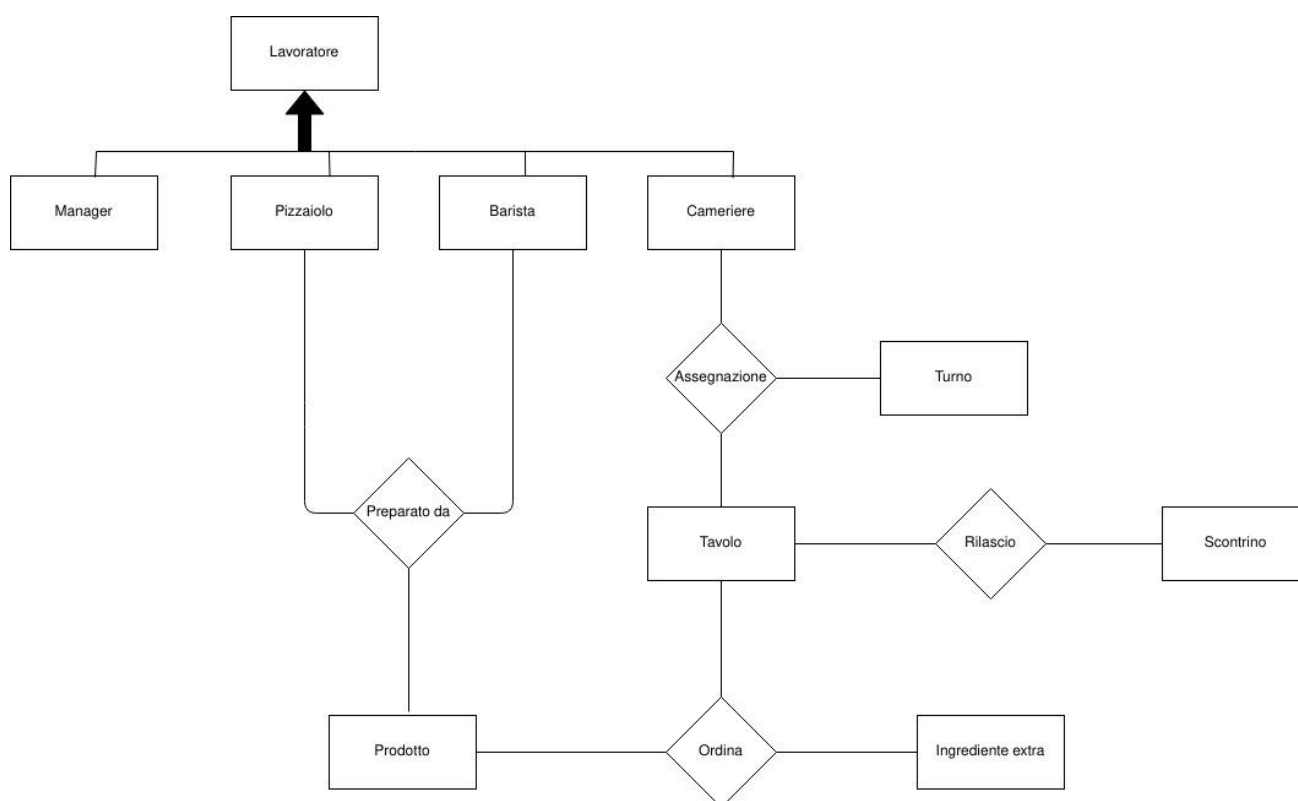 Lavoratore
Manager
Pizzaiolo
Barista
Cameriere
Assegnazione
Turno
Preparato da
Tavolo
Rilascio
Scontrino
Prodotto
Ordina
Ingrediente extra